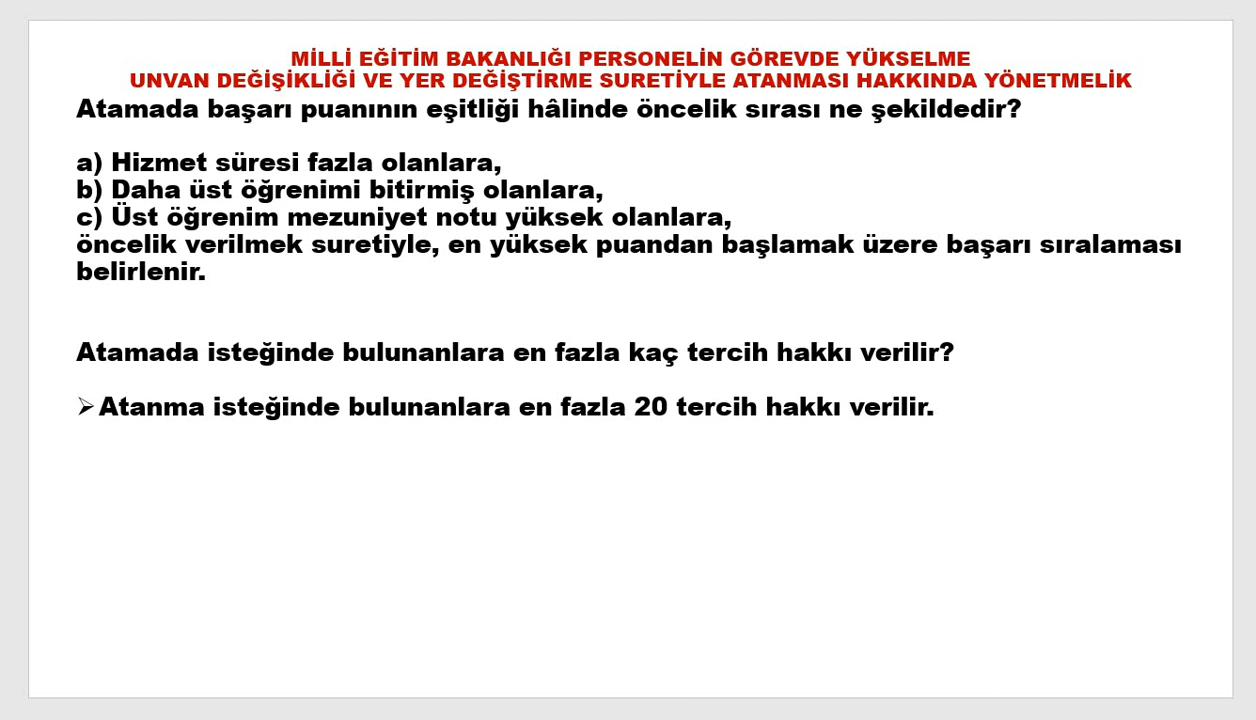 MİLLİ EĞİTİM BAKANLIĞI PERSONELİN GÖREVDE YÜKSELME
UNVAN DEĞİŞİKLİĞİ VE YER DEĞİŞTİRME SURETİYLE ATANMASI HAKKINDA YÖNETMELİK
Atamada başarı puanının eşitliği hâlinde öncelik sırası ne şekildedir?
a) Hizmet süresi fazla olanlara,
b) Daha üst öğrenimi bitirmiş olanlara,
c) Üst öğrenim mezuniyet notu yüksek olanlara,
öncelik verilmek suretiyle, en yüksek puandan başlamak üzere başarı sıralaması
belirlenir.
Atamada isteğinde bulunanlara en fazla kaç tercih hakkı verilir?
➢ Atanma isteğinde bulunanlara en fazla 20 tercih hakkı verilir.